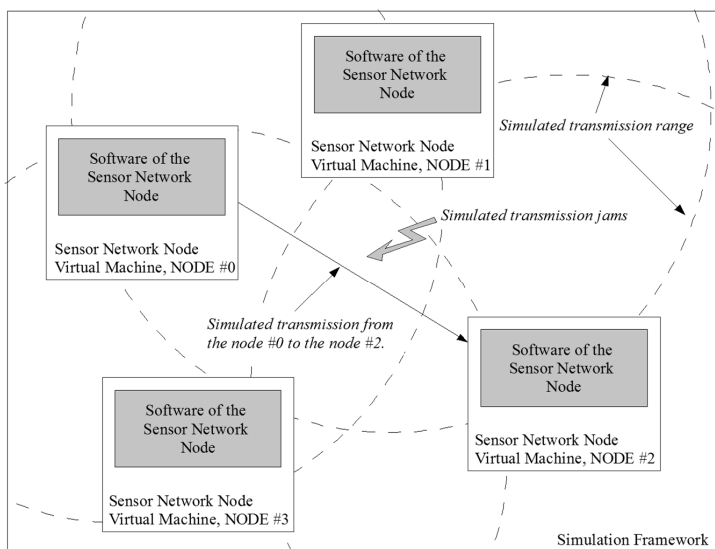 Software of the
Sensor Network
Node
Sensor Network Node
Virtual Machine, NODE #1
Simulated transmission range
Software of the
Sensor Network
Node
Sensor Network Node
Virtual Machine, NODE #0
Simulated transmission jams
Simulated transmission from
the node #0 to the node #2.
Software of the
Sensor Network
Node
Sensor Network Node
Virtual Machine, NODE #2
Software of the
Sensor Network
Node
Sensor Network Node
Virtual Machine, NODE #3
Simulation Framework